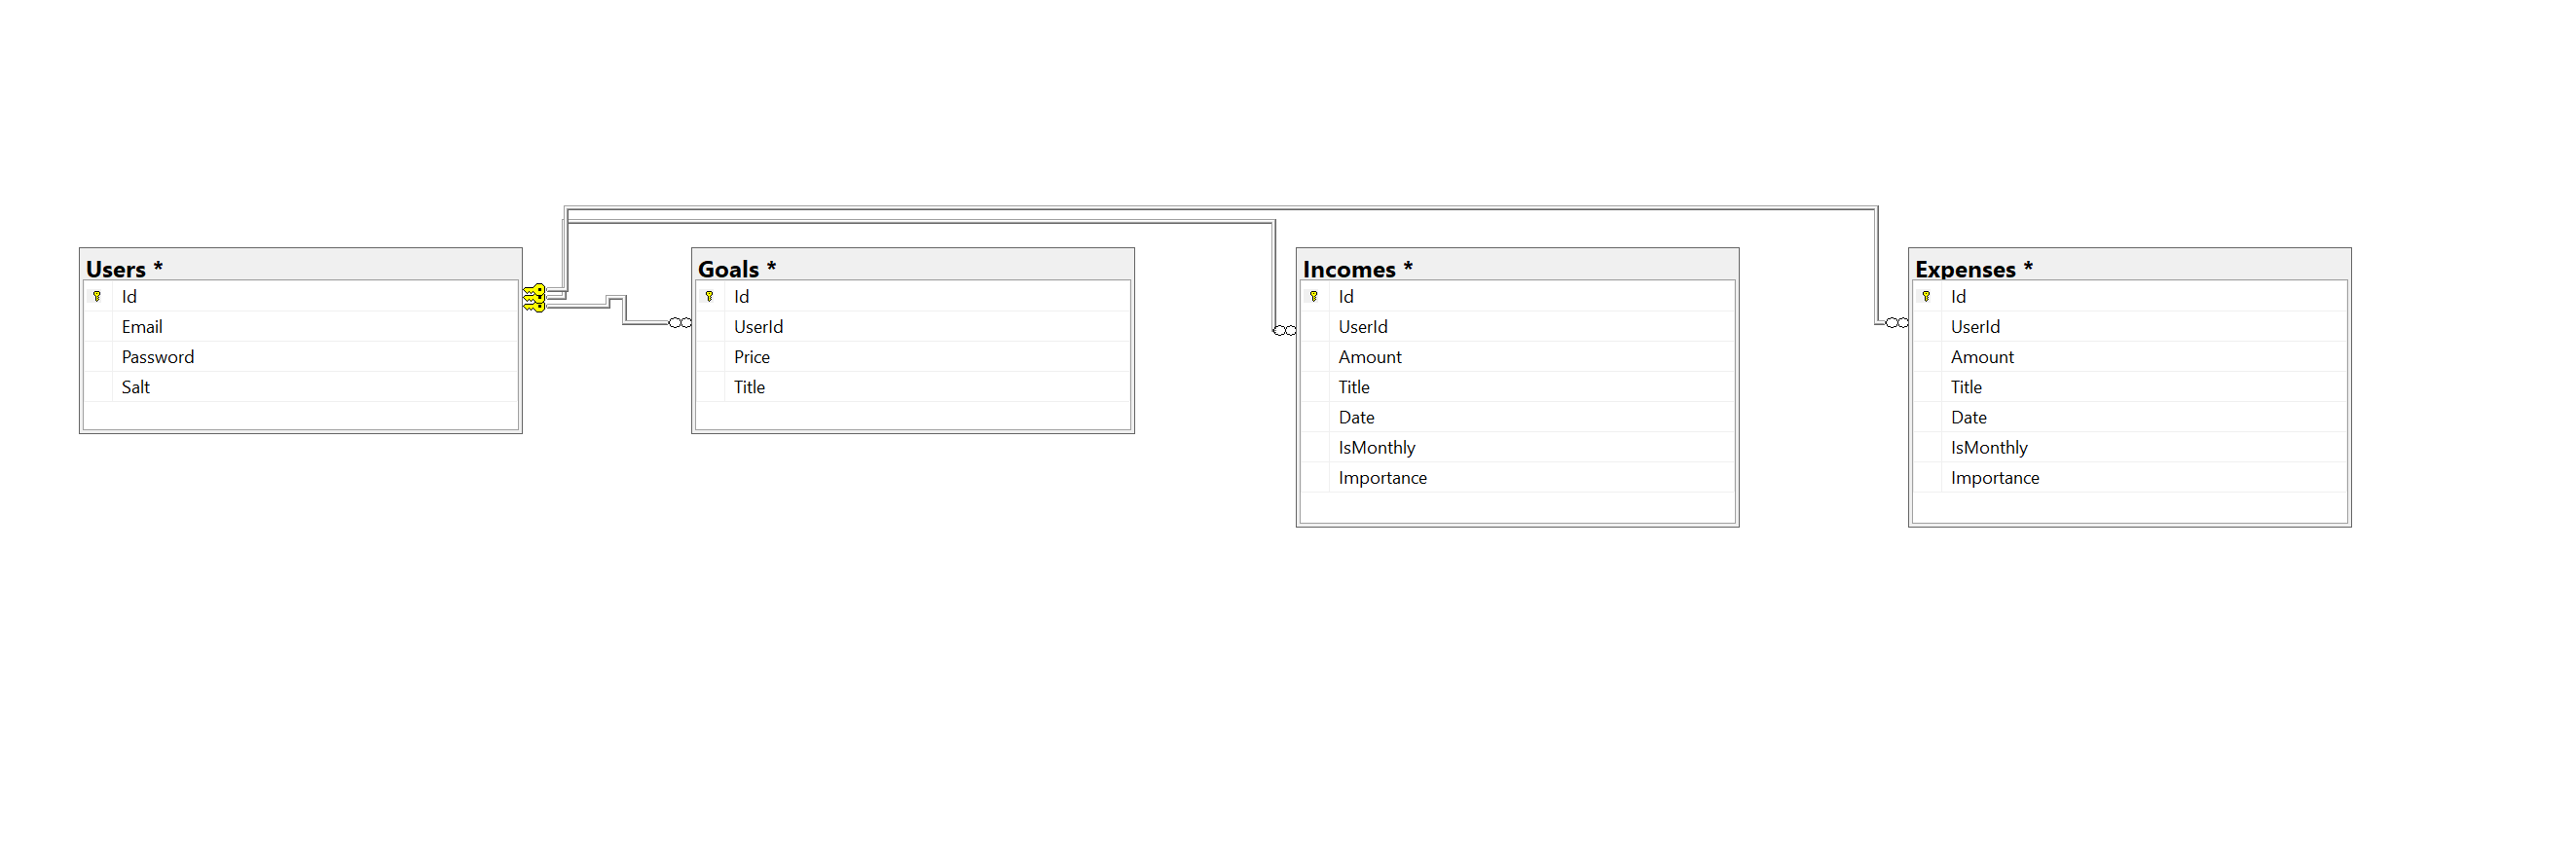 Users *
Id
Email
Password
Salt
Goals *
Id
UserId
Price
Title
Incomes *
Id
UserId
Amount
Title
Date
IsMonthly
Importance
Expenses *
Id
UserId
Amount
Title
Date
IsMonthly
Importance